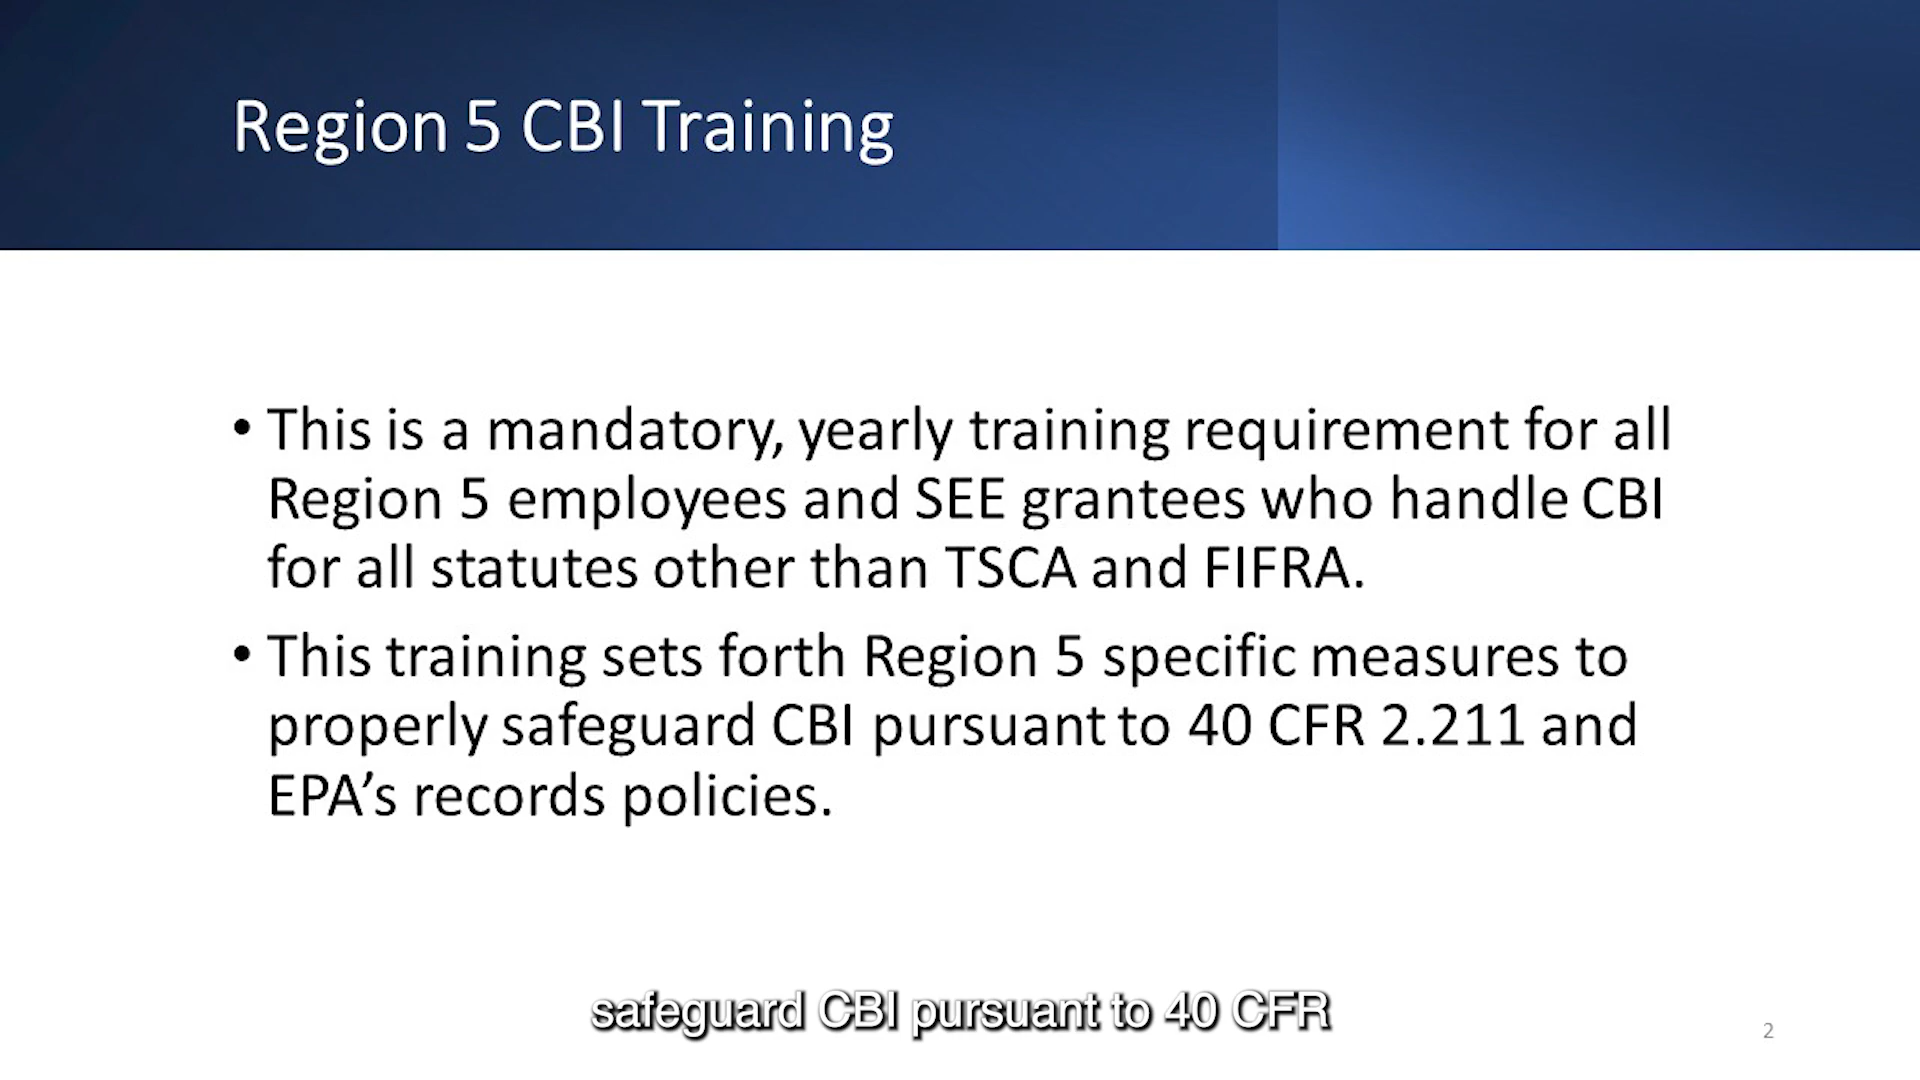 Region 5 CBI Training
• This is a mandatory, yearly training requirement for all
Region 5 employees and SEE grantees who handle CBI
for all statutes other than TSCA and FIFRA.
• This training sets forth Region 5 specific measures to
properly safeguard CBI pursuant to 40 CFR 2.211 and
EPA’s records policies.
safeguard CBI pursuant to 40 CFR
2